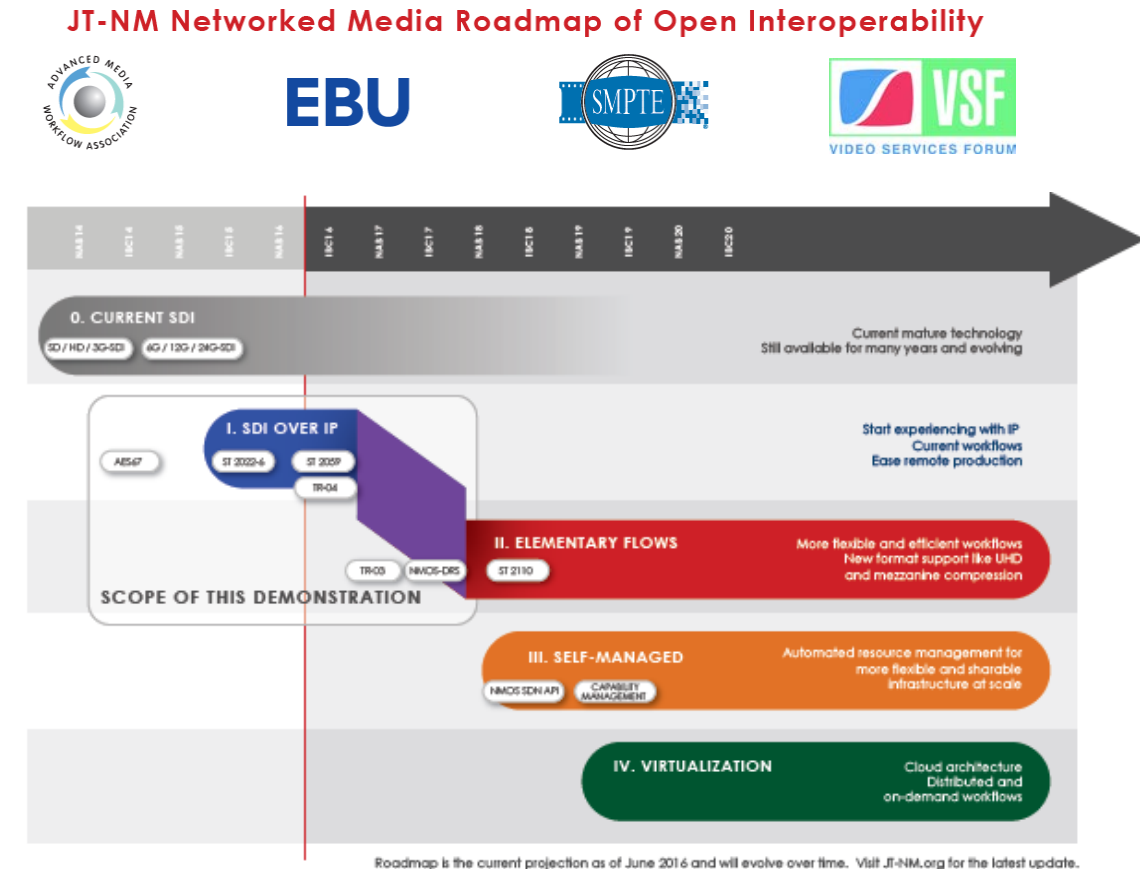 JT-NM Networked Media Roadmap of Open Interoperability
ADVANCED MEDIA
WORKFLOW ASSOCIATION
EBU
SMPTE
VSF
VIDEO SERVICES FORUM
NAB14
IBC14
NAB15
IBC15
NAB16
IBC16
NAB17
IBC17
NAB18
IBC18
NAB19
IBC19
NAB20
IBC20
0. CURRENT SDI
SD / HD / 3G-SDI
6G / 12G / 24G-SDI
Current mature technology
Still available for many years and evolving
I. SDI OVER IP
AES67
ST 2022-6
ST 2059
TR-04
Start experiencing with IP
Current workflows
Ease remote production
II. ELEMENTARY FLOWS
TR-03
NMOS-DRS
ST 2110
More flexible and efficient workflows
New format support like UHD
and mezzanine compression
SCOPE OF THIS DEMONSTRATION
III. SELF-MANAGED
NMOS SDN API
CAPABILITY
MANAGEMENT
Automated resource management for
more flexible and sharable
infrastructure at scale
IV. VIRTUALIZATION
Cloud architecture
Distributed and
on-demand workflows
Roadmap is the current projection as of June 2016 and will evolve over time. Visit JT-NM.org for the latest update.